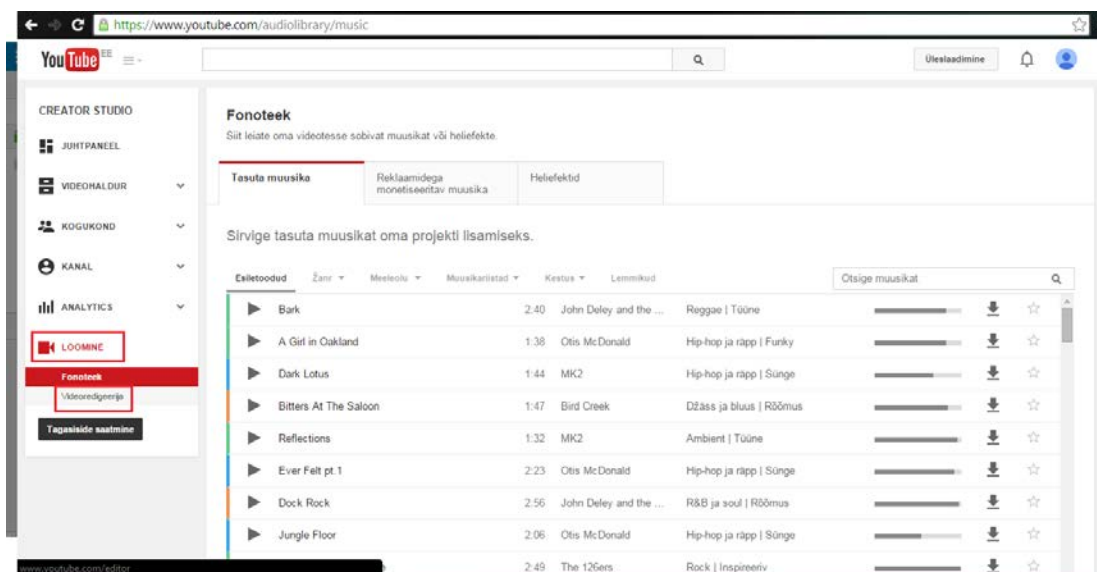 https://www.youtube.com/audiolibrary/music
YouTube EE
Üleslaadimine
CREATOR STUDIO
JUHTPANEEL
VIDEOHALDUR
KOGUKOND
KANAL
ANALYTICS
LOOMINE
Fonoteek
Videoredigeerija
Tagasiside saatmine
Fonoteek
Siit leiate oma videotesse sobivat muusikat või heliefekte.
Tasuta muusika
Reklaamidega
monetiseeritav muusika
Heliefektid
Sirvige tasuta muusikat oma projekti lisamiseks.
Esiletoodud Žanr Meeleolu Muusikariistad Kestus Lemmikud Otsige muusikat
Bark 2:40 John Deley and the ... Reggae | Tüüne
A Girl in Oakland 1:38 Otis McDonald Hip-hop ja räpp | Funky
Dark Lotus 1:44 MK2 Hip-hop ja räpp | Sünge
Bitters At The Saloon 1:47 Bird Creek Džäss ja bluus | Rõõmus
Reflections 1:32 MK2 Ambient | Tüüne
Ever Felt pt.1 2:23 Otis McDonald Hip-hop ja räpp | Sünge
Dock Rock 2:56 John Deley and the ... R&B ja soul | Rõõmus
Jungle Floor 2:06 Otis McDonald Hip-hop ja räpp | Sünge
2:49 The 126ers Rock | Inspireeriv
www.youtube.com/editor